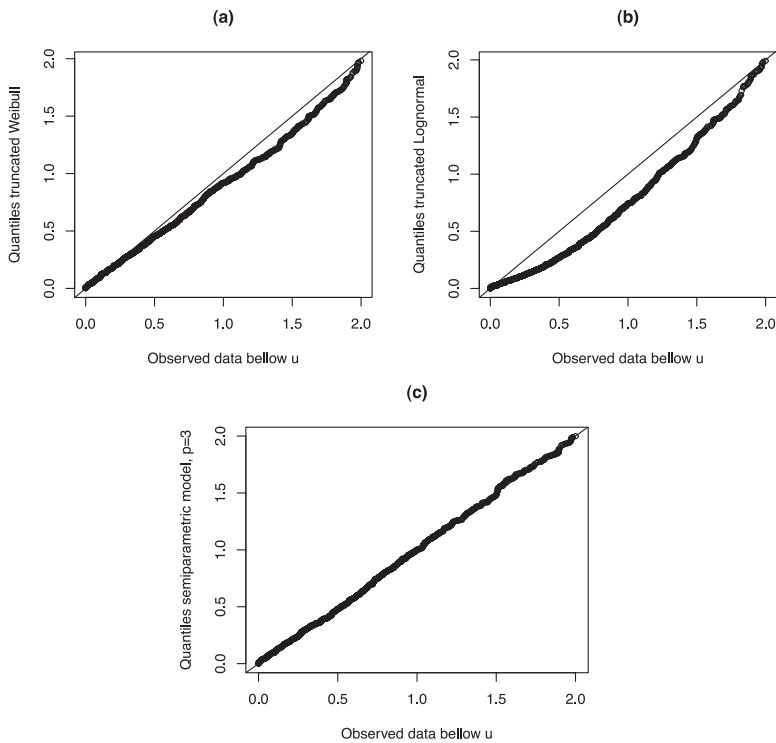 (a)
Quantiles truncated Weibull
2.0
1.5
1.0
0.5
0.0
0.0 0.5 1.0 1.5 2.0
Observed data bellow u
(b)
Quantiles truncated Lognormal
2.0
1.5
1.0
0.5
0.0
0.0 0.5 1.0 1.5 2.0
Observed data bellow u
(c)
Quantiles semiparametric model, p=3
2.0
1.5
1.0
0.5
0.0
0.0 0.5 1.0 1.5 2.0
Observed data bellow u